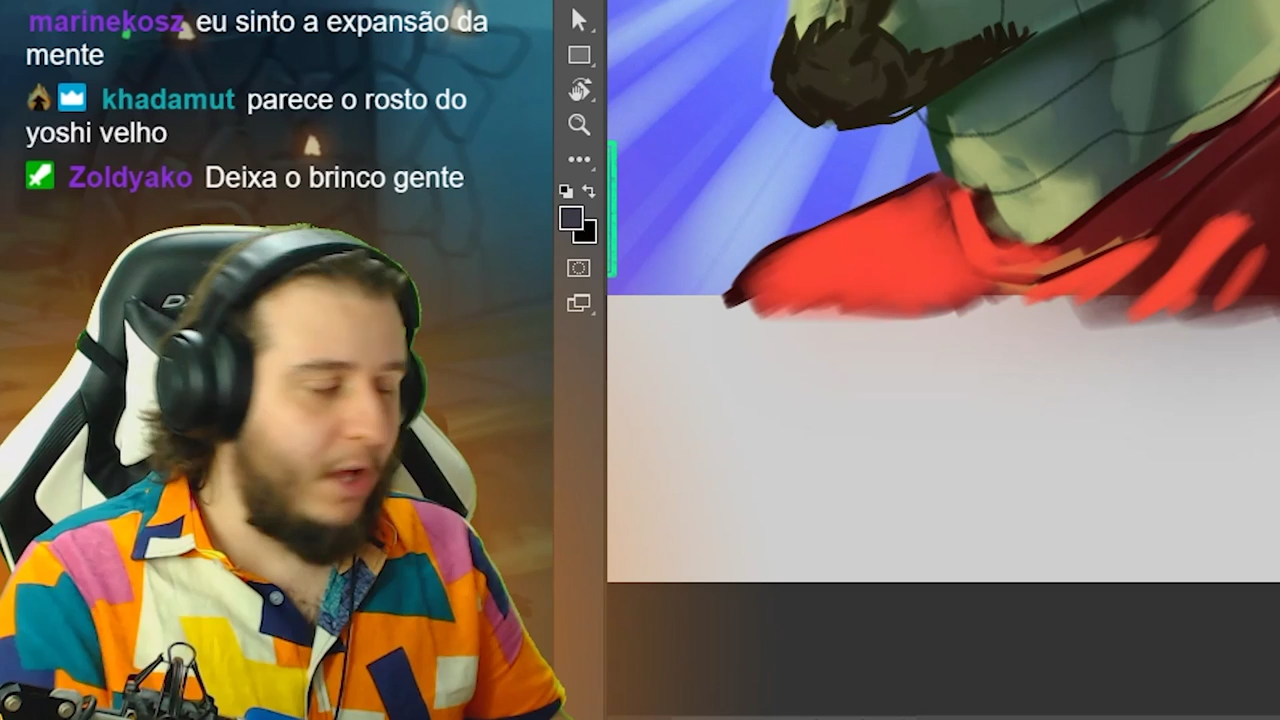 marinekosz eu sinto a expansão da
mente
khadamut parece o rosto do
yoshi velho
Zoldyako Deixa o brinco gente